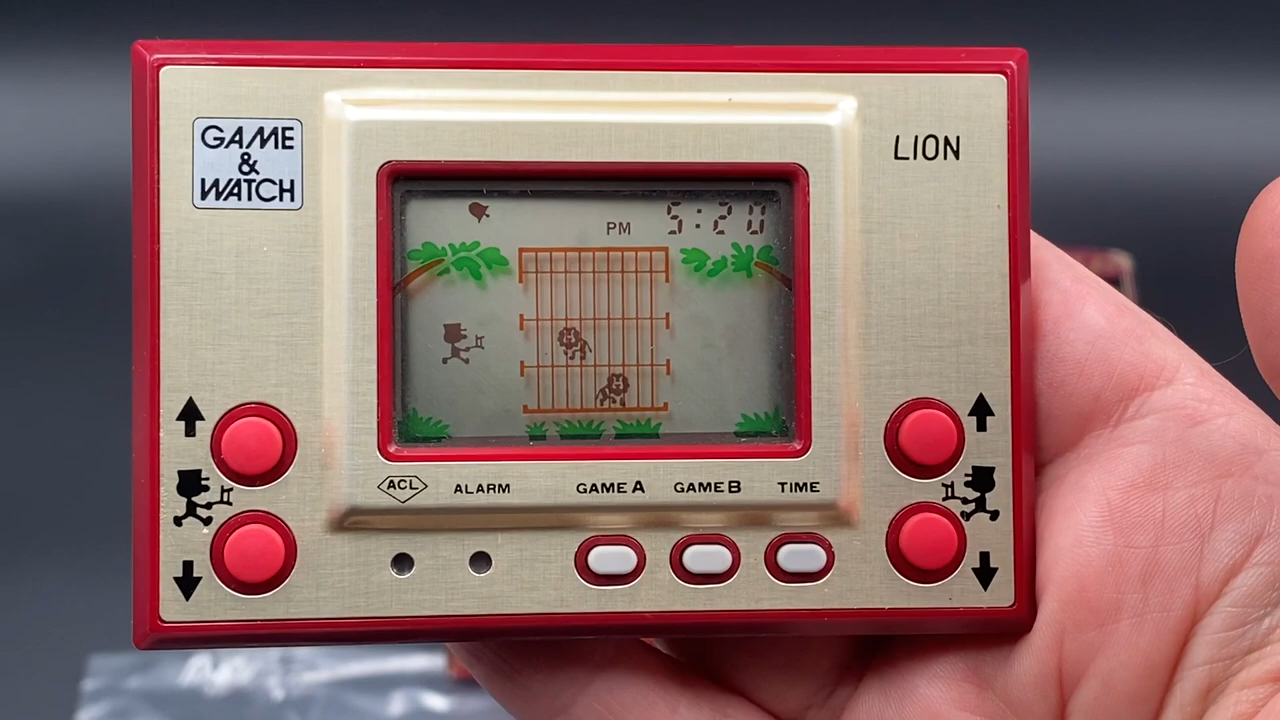 GAME
&
WATCH
LION
PM 5:20
ACL ALARM GAME A GAME B TIME